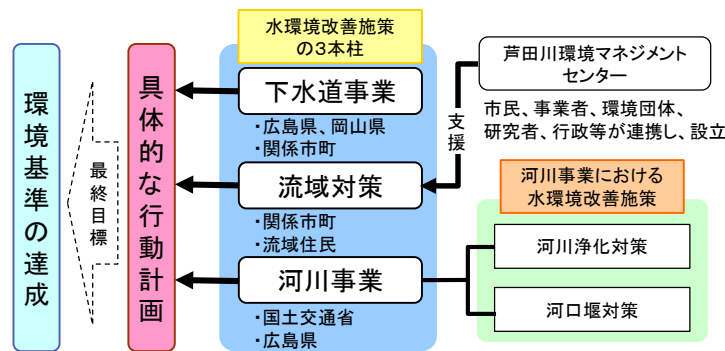 環境基準の達成
最終目標
具体的な行動計画
水環境改善施策
の3本柱
下水道事業
・広島県、岡山県
・関係市町
流域対策
・関係市町
・流域住民
河川事業
・国土交通省
・広島県
支援
芦田川環境マネジメント
センター
市民、事業者、環境団体、
研究者、行政等が連携し、設立
河川事業における
水環境改善施策
河川浄化対策
河口堰対策